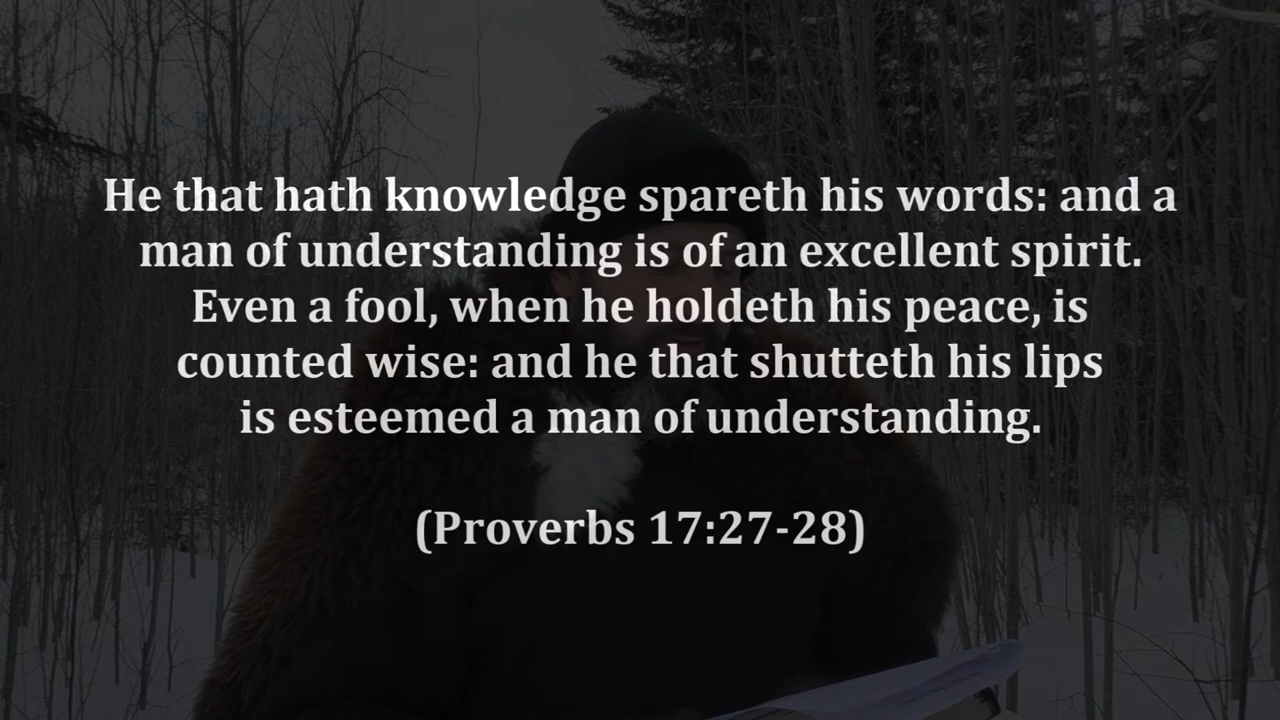 He that hath knowledge spareth his words: and a
man of understanding is of an excellent spirit.
Even a fool, when he holdeth his peace, is
counted wise: and he that shutteth his lips
is esteemed a man of understanding.
(Proverbs 17:27-28)